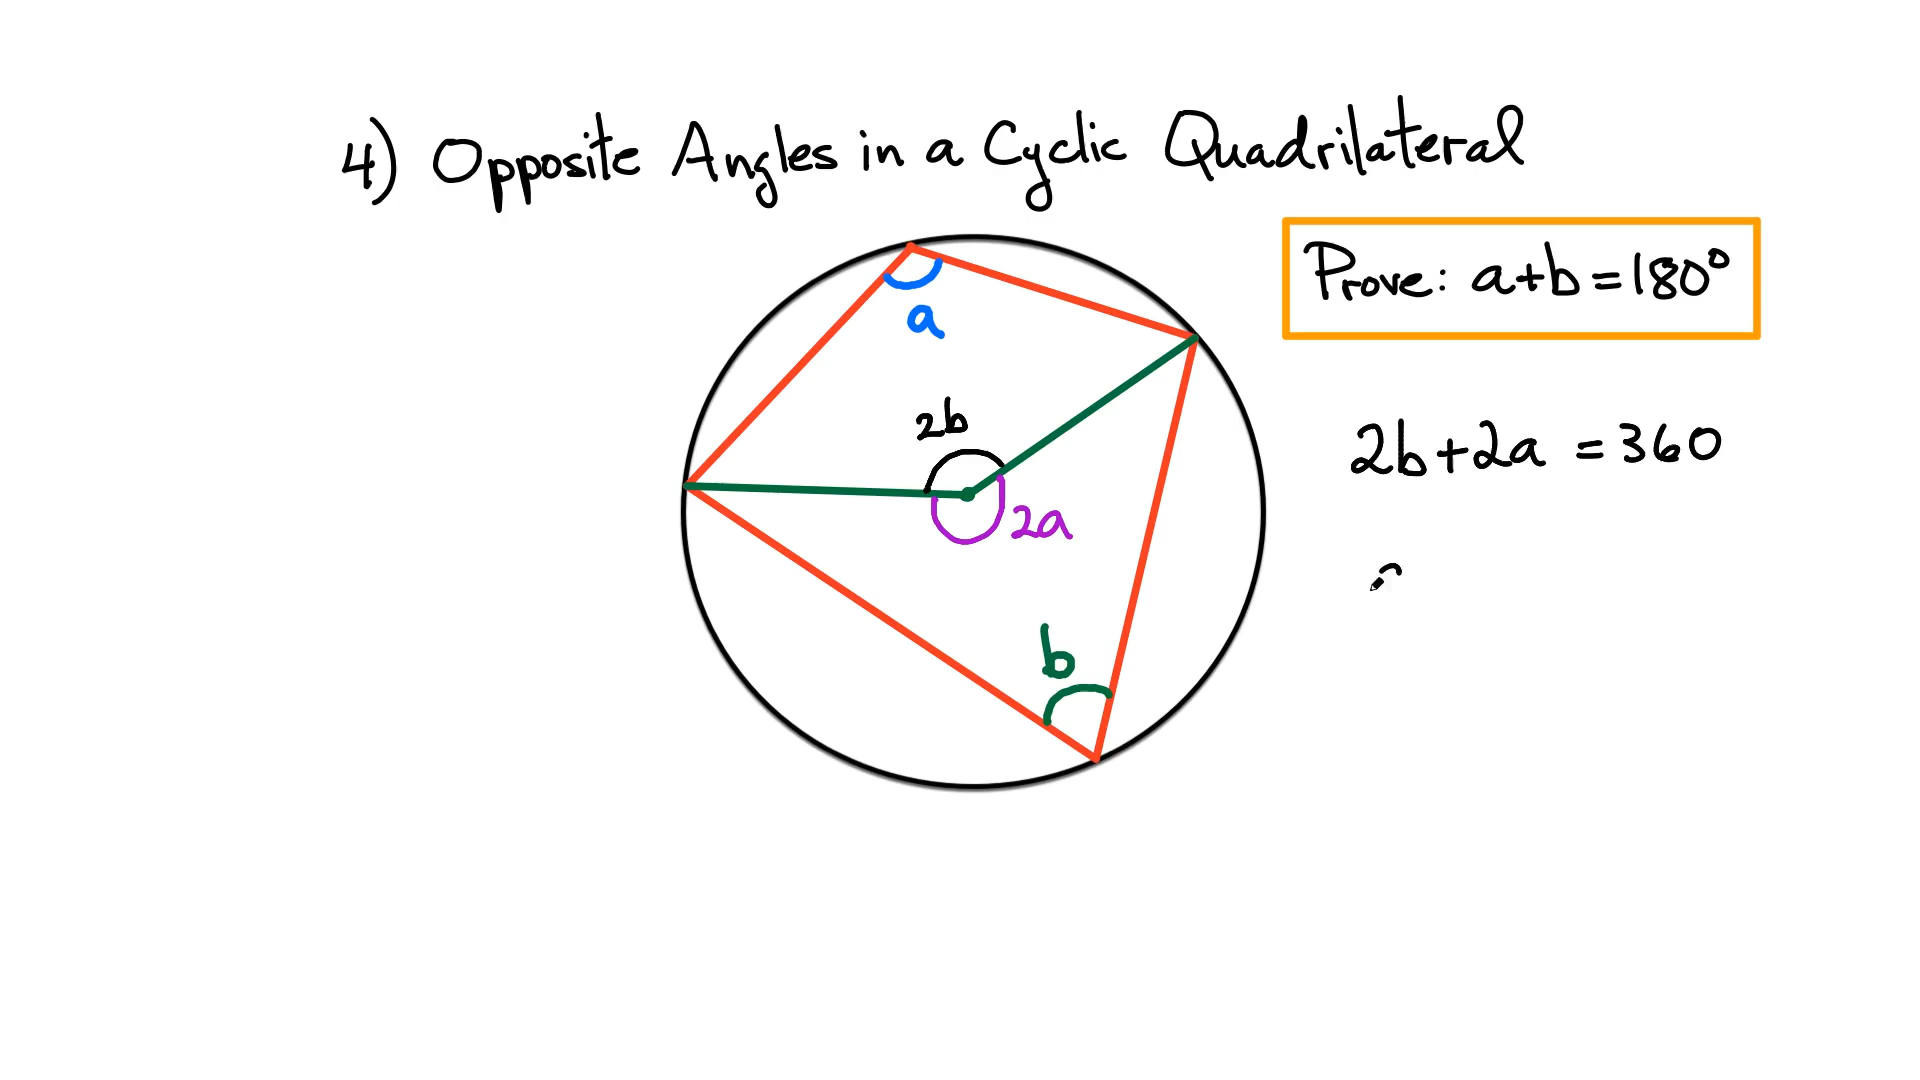 4) Opposite Angles in a Cyclic Quadrilateral
Prove: a+b=180°
a
2b
2b+2a = 360
2a
b